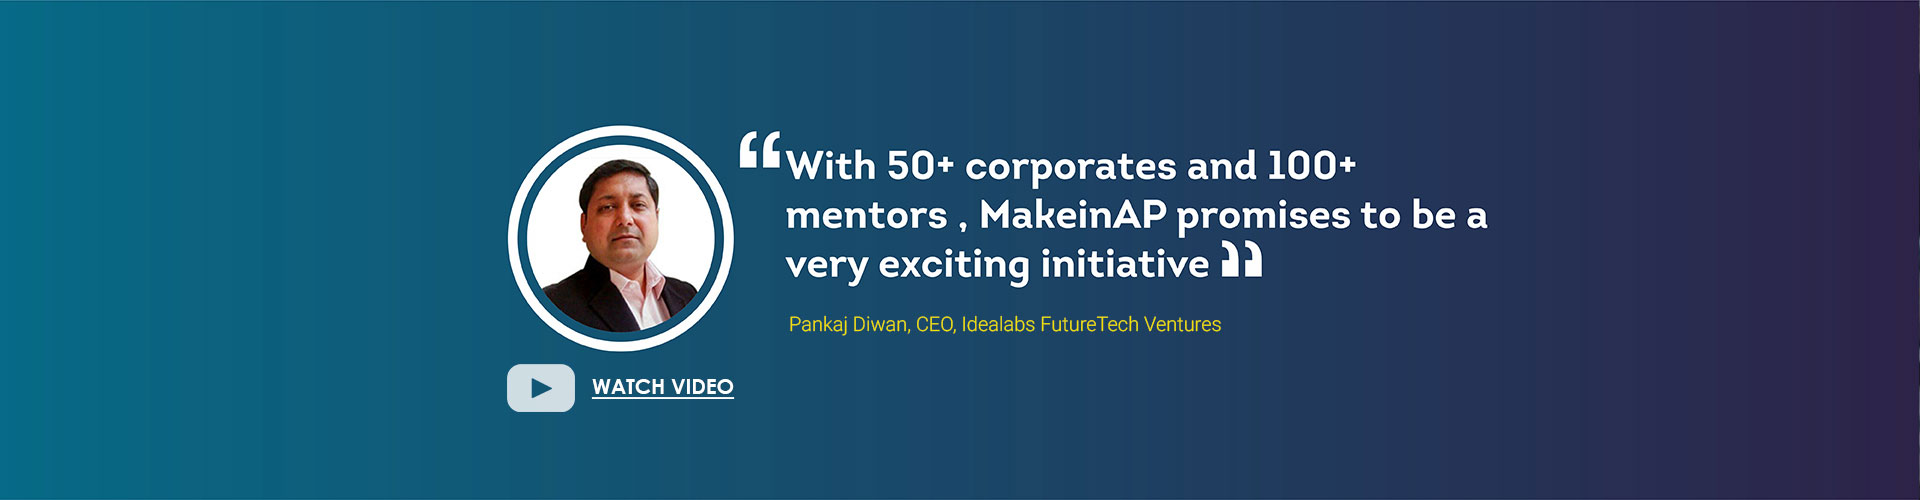 “With 50+ corporates and 100+
mentors , MakeinAP promises to be a
very exciting initiative”
Pankaj Diwan, CEO, Idealabs FutureTech Ventures
WATCH VIDEO